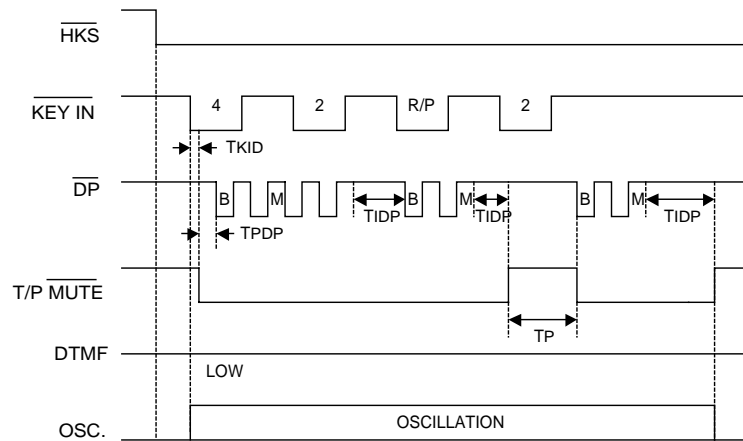 HKS
KEY IN
4 2 R/P 2
TKID
DP
B M B M B M
TIDP TIDP TIDP
TPDP
T/P MUTE
TP
DTMF
LOW
OSC.
OSCILLATION